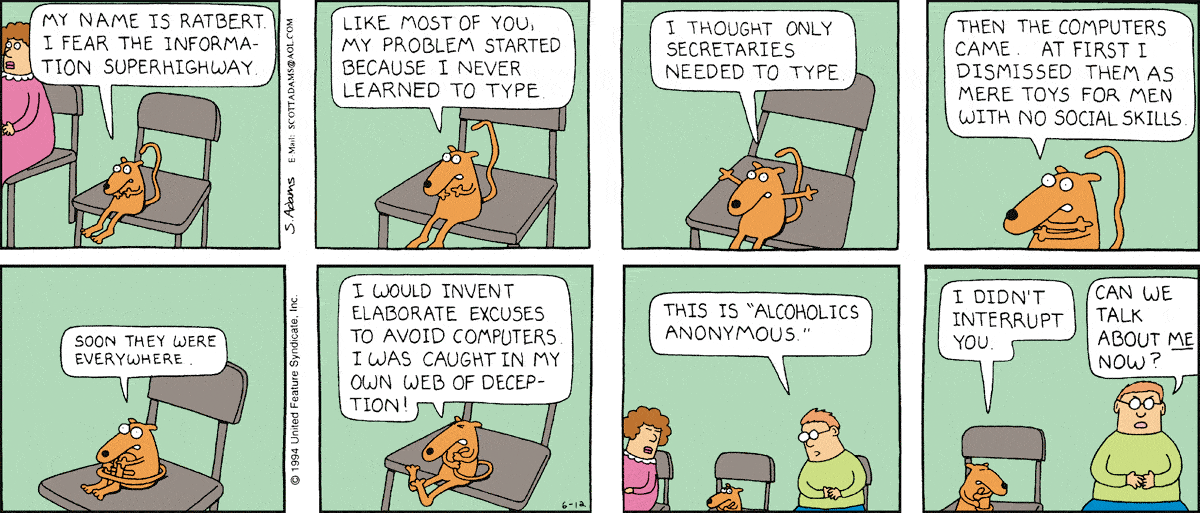 MY NAME IS RATBERT.
I FEAR THE INFORMA-
TION SUPERHIGHWAY.
S. Adams E-Mail: SCOTTADAMS@AOL.COM
LIKE MOST OF YOU,
MY PROBLEM STARTED
BECAUSE I NEVER
LEARNED TO TYPE.
I THOUGHT ONLY
SECRETARIES
NEEDED TO TYPE.
THEN THE COMPUTERS
CAME. AT FIRST I
DISMISSED THEM AS
MERE TOYS FOR MEN
WITH NO SOCIAL SKILLS.
SOON THEY WERE
EVERYWHERE.
© 1994 United Feature Syndicate, Inc.
I WOULD INVENT
ELABORATE EXCUSES
TO AVOID COMPUTERS.
I WAS CAUGHT IN MY
OWN WEB OF DECEP-
TION!
6-12
THIS IS "ALCOHOLICS
ANONYMOUS."
I DIDN'T
INTERRUPT
YOU.
CAN WE
TALK
ABOUT ME
NOW?